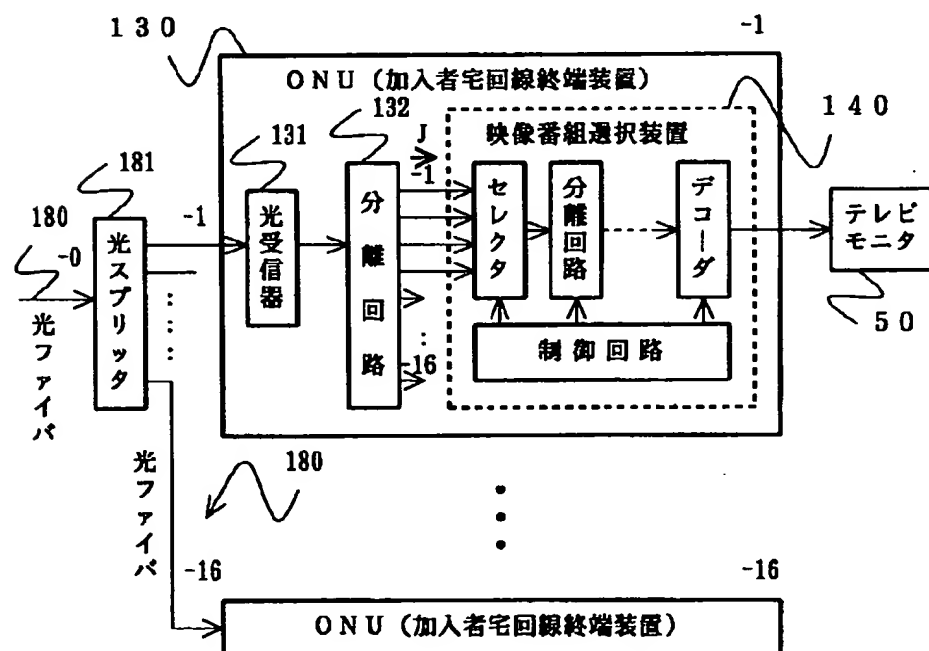 130
-1
ONU(加入者宅回線終端装置)
132
J
映像番組選択装置
140
131
181
-1
180
-0
-1
光スプリッタ
光受信器
分離回路
セレクタ
分離回路
デコーダ
テレビ
モニタ
50
光ファイバ
:
-16
制御回路
光ファイバ
180
-16
-16
ONU(加入者宅回線終端装置)